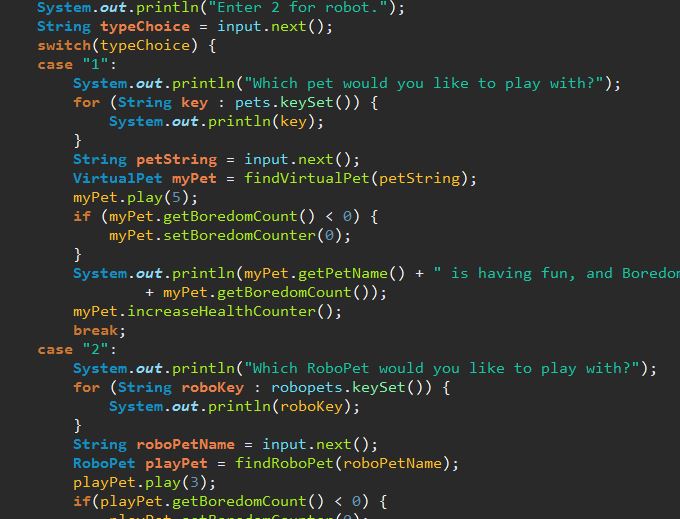 System.out.println("Enter 2 for robot.");
String typeChoice = input.next();
switch(typeChoice) {
case "1":
System.out.println("Which pet would you like to play with?");
for (String key : pets.keySet()) {
System.out.println(key);
}
String petString = input.next();
VirtualPet myPet = findVirtualPet(petString);
myPet.play(5);
if (myPet.getBoredomCount() < 0) {
myPet.setBoredomCounter(0);
}
System.out.println(myPet.getPetName() + " is having fun, and Boredom
+ myPet.getBoredomCount());
myPet.increaseHealthCounter();
break;
case "2":
System.out.println("Which RoboPet would you like to play with?");
for (String roboKey : robopets.keySet()) {
System.out.println(roboKey);
}
String roboPetName = input.next();
RoboPet playPet = findRoboPet(roboPetName);
playPet.play(3);
if(playPet.getBoredomCount() < 0) {